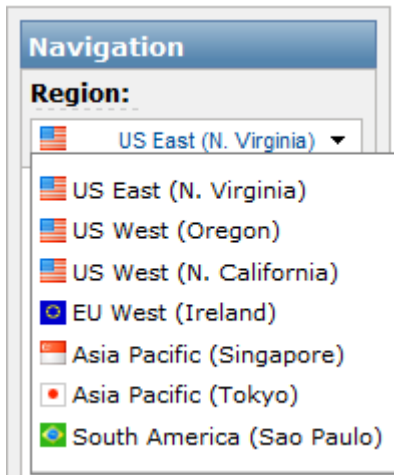 Navigation
Region:
US East (N. Virginia)
US East (N. Virginia)
US West (Oregon)
US West (N. California)
EU West (Ireland)
Asia Pacific (Singapore)
Asia Pacific (Tokyo)
South America (Sao Paulo)